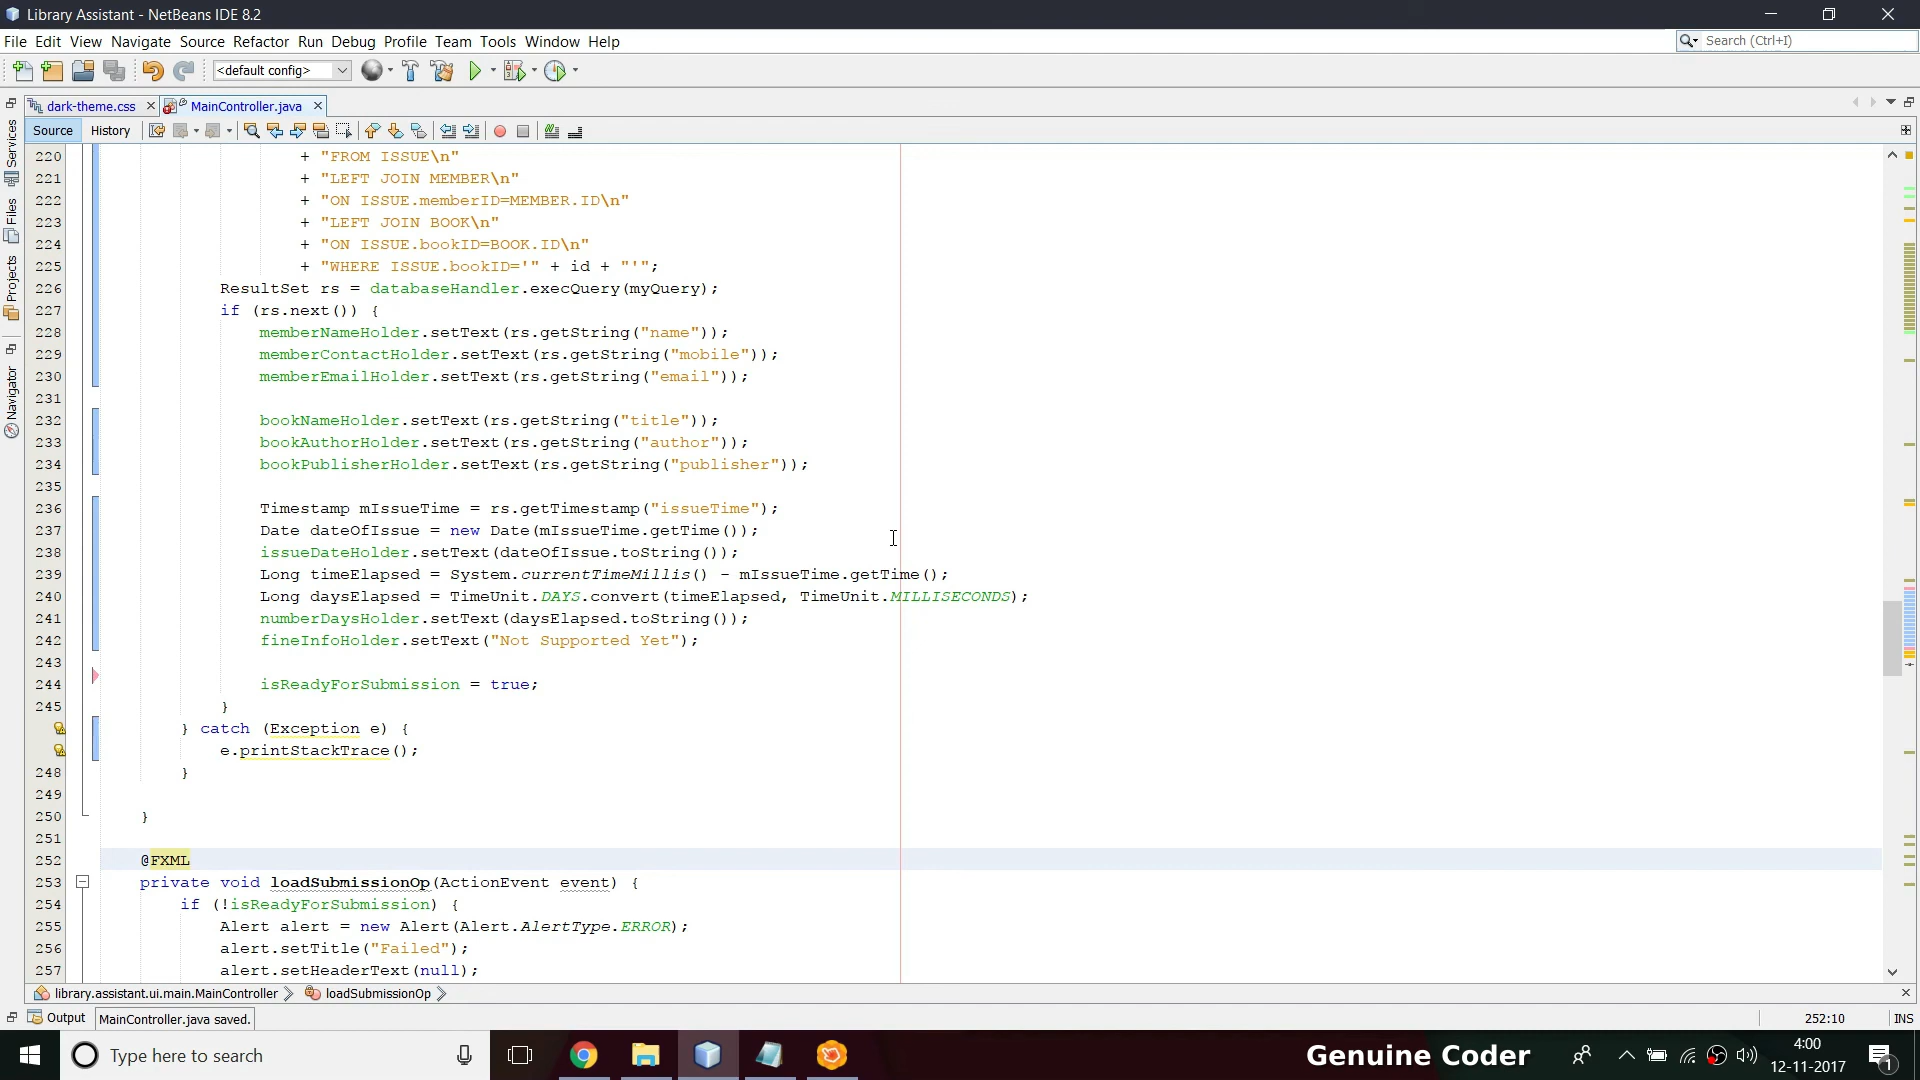 Library Assistant - NetBeans IDE 8.2
File Edit View Navigate Source Refactor Run Debug Profile Team Tools Window Help
Search (Ctrl+I)
<default config>
dark-theme.css
MainController.java
Source History
Services
Files
Projects
Navigator
220 + "FROM ISSUE\n"
221 + "LEFT JOIN MEMBER\n"
222 + "ON ISSUE.memberID=MEMBER.ID\n"
223 + "LEFT JOIN BOOK\n"
224 + "ON ISSUE.bookID=BOOK.ID\n"
225 + "WHERE ISSUE.bookID='" + id + "'";
226 ResultSet rs = databaseHandler.execQuery(myQuery);
227 if (rs.next()) {
228 memberNameHolder.setText(rs.getString("name"));
229 memberContactHolder.setText(rs.getString("mobile"));
230 memberEmailHolder.setText(rs.getString("email"));
231
232 bookNameHolder.setText(rs.getString("title"));
233 bookAuthorHolder.setText(rs.getString("author"));
234 bookPublisherHolder.setText(rs.getString("publisher"));
235
236 Timestamp mIssueTime = rs.getTimestamp("issueTime");
237 Date dateOfIssue = new Date(mIssueTime.getTime());
238 issueDateHolder.setText(dateOfIssue.toString());
239 Long timeElapsed = System.currentTimeMillis() - mIssueTime.getTime();
240 Long daysElapsed = TimeUnit.DAYS.convert(timeElapsed, TimeUnit.MILLISECONDS);
241 numberDaysHolder.setText(daysElapsed.toString());
242 fineInfoHolder.setText("Not Supported Yet");
243
244 isReadyForSubmission = true;
245 }
} catch (Exception e) {
e.printStackTrace();
248 }
249
250 }
251
252 @FXML
253 private void loadSubmissionOp(ActionEvent event) {
254 if (!isReadyForSubmission) {
255 Alert alert = new Alert(Alert.AlertType.ERROR);
256 alert.setTitle("Failed");
257 alert.setHeaderText(null);
library.assistant.ui.main.MainController loadSubmissionOp
Output MainController.java saved. 252:10 INS
Type here to search
Genuine Coder
4:00
12-11-2017
1